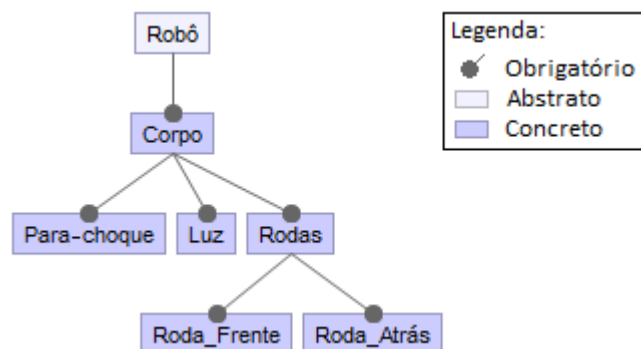 Robô
Legenda:
Obrigatório
Abstrato
Concreto
Corpo
Para-choque
Luz
Rodas
Roda_Frente
Roda_Atrás